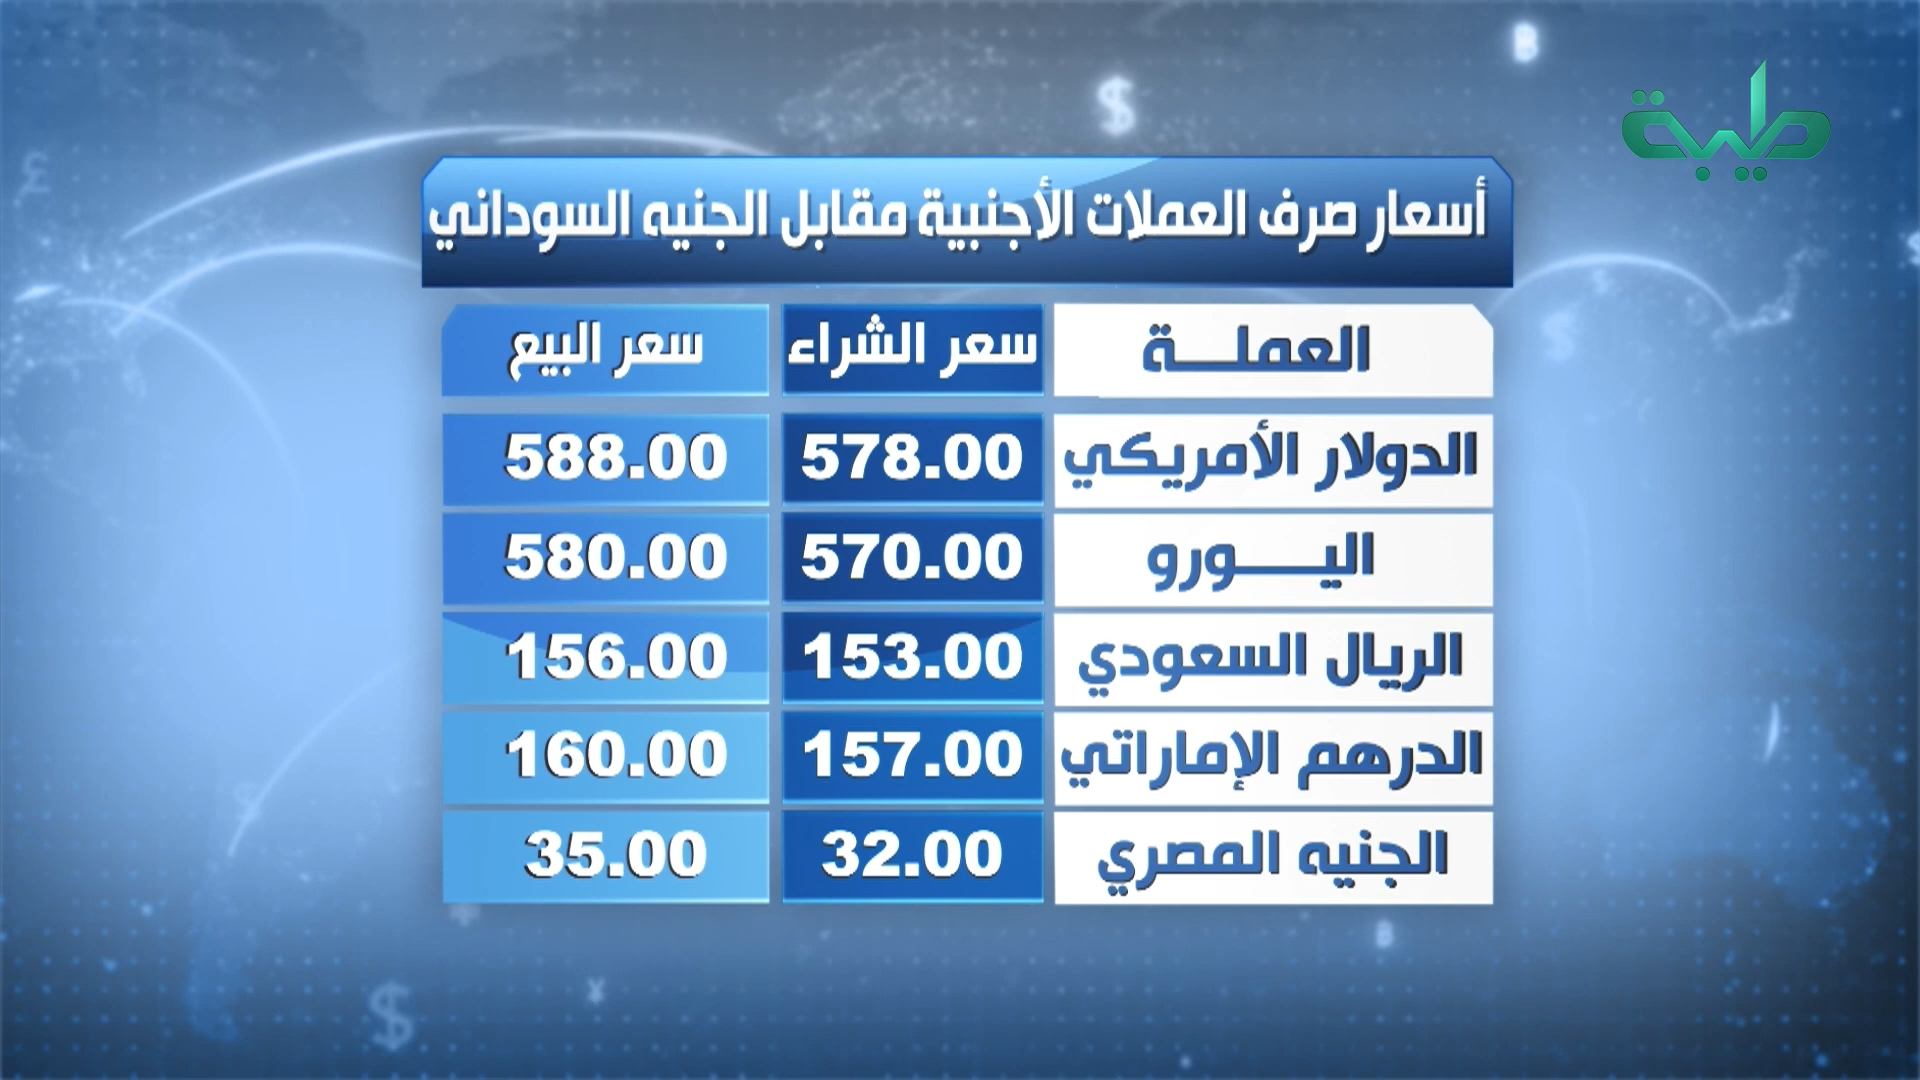 طيبة
أسعار صرف العملات الأجنبية مقابل الجنيه السوداني
العملـــة سعر الشراء سعر البيع
الدولار الأمريكي 578.00 588.00
اليـــــورو 570.00 580.00
الريال السعودي 153.00 156.00
الدرهم الإماراتي 157.00 160.00
الجنيه المصري 32.00 35.00